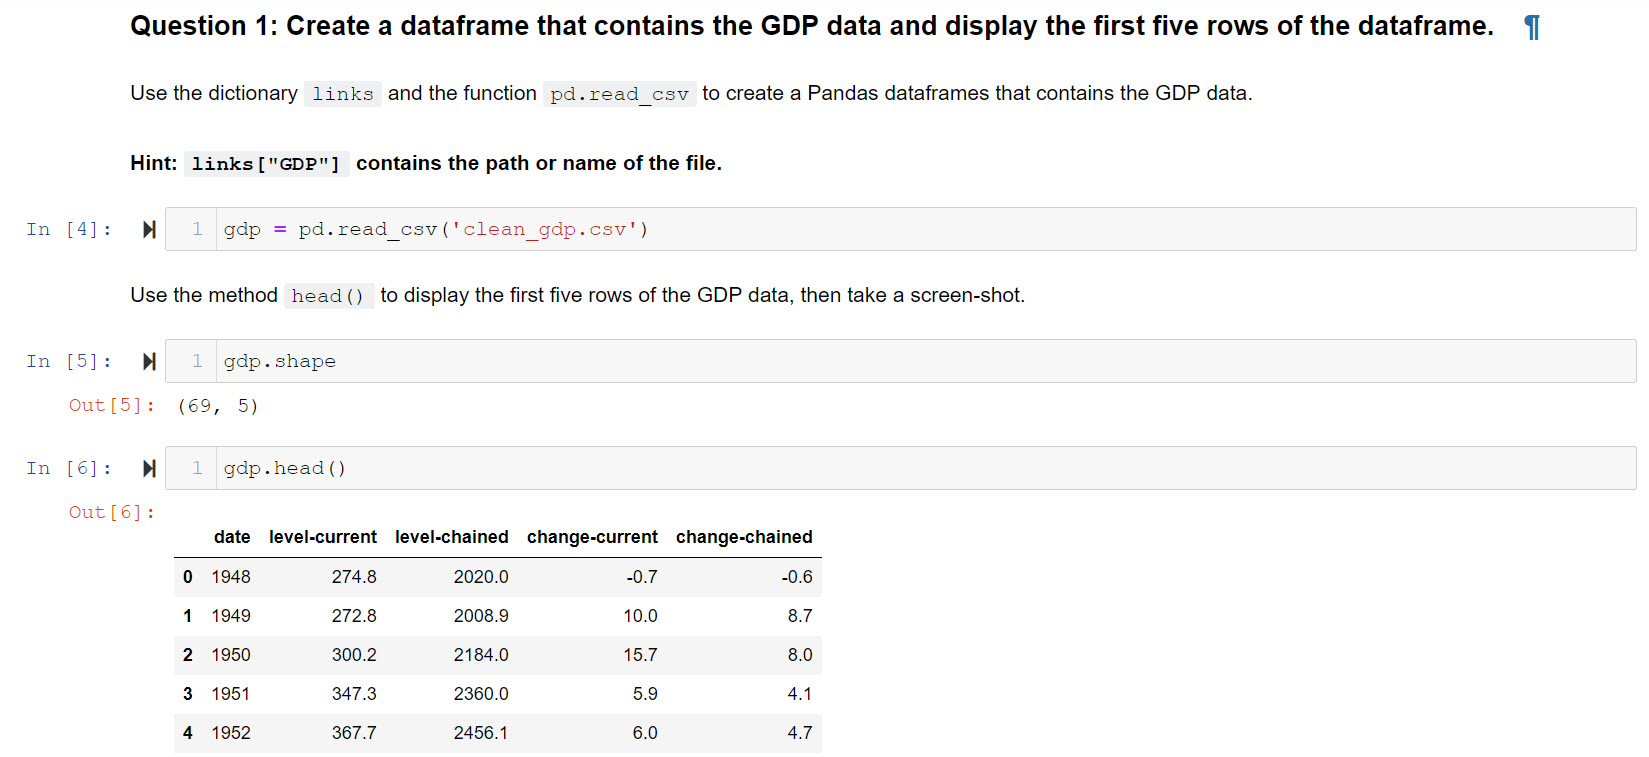 Question 1: Create a dataframe that contains the GDP data and display the first five rows of the dataframe. ¶
Use the dictionary links and the function pd.read_csv to create a Pandas dataframes that contains the GDP data.
Hint: links["GDP"] contains the path or name of the file.
In [4]: 1 gdp = pd.read_csv('clean_gdp.csv')
Use the method head() to display the first five rows of the GDP data, then take a screen-shot.
In [5]: 1 gdp.shape
Out[5]: (69, 5)
In [6]: 1 gdp.head()
Out[6]:
date level-current level-chained change-current change-chained
0 1948 274.8 2020.0 -0.7 -0.6
1 1949 272.8 2008.9 10.0 8.7
2 1950 300.2 2184.0 15.7 8.0
3 1951 347.3 2360.0 5.9 4.1
4 1952 367.7 2456.1 6.0 4.7